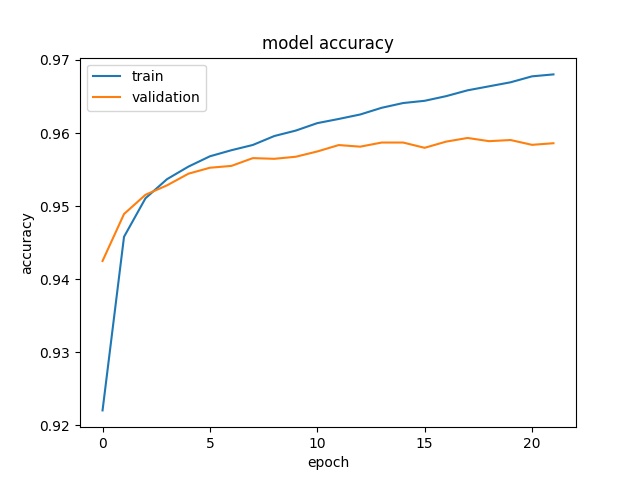 model accuracy
train
validation
0.97
0.96
0.95
0.94
0.93
0.92
accuracy
0 5 10 15 20
epoch